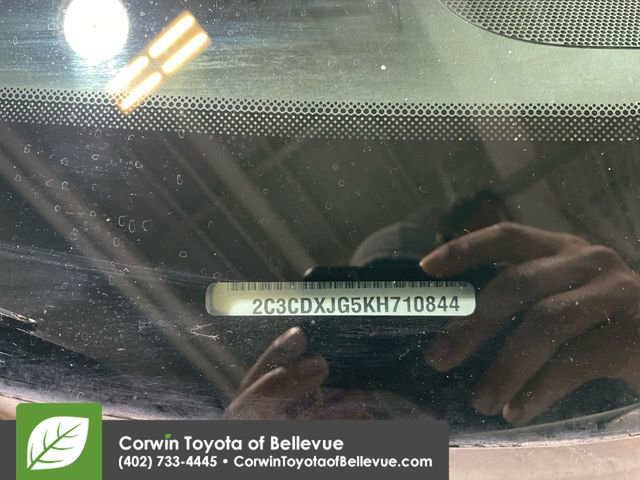 2C3CDXJG5KH710844
Corwin Toyota of Bellevue
(402) 733-4445 • CorwinToyotaofBellevue.com